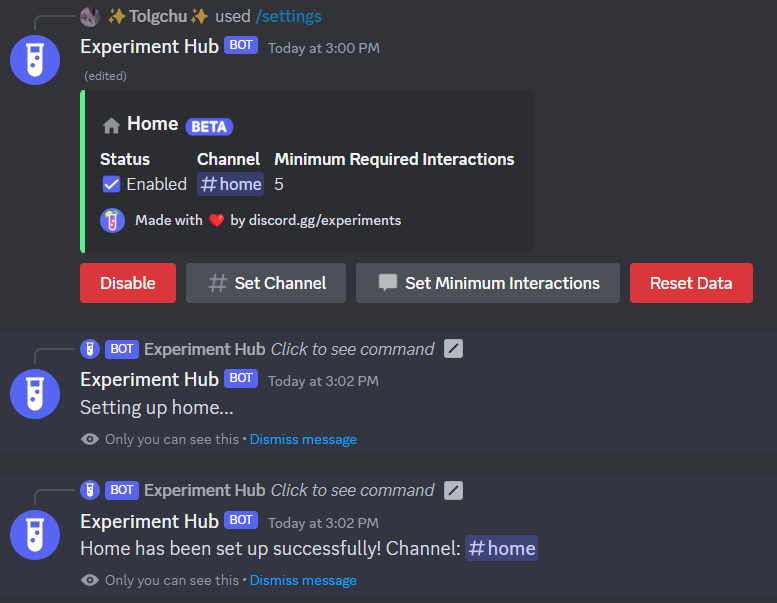 ✨Tolgchu✨ used /settings
Experiment Hub BOT Today at 3:00 PM
(edited)
Home BETA
Status Channel Minimum Required Interactions
Enabled #home 5
Made with ❤️ by discord.gg/experiments
Disable # Set Channel Set Minimum Interactions Reset Data
BOT Experiment Hub Click to see command
Experiment Hub BOT Today at 3:02 PM
Setting up home...
Only you can see this • Dismiss message
BOT Experiment Hub Click to see command
Experiment Hub BOT Today at 3:02 PM
Home has been set up successfully! Channel: #home
Only you can see this • Dismiss message